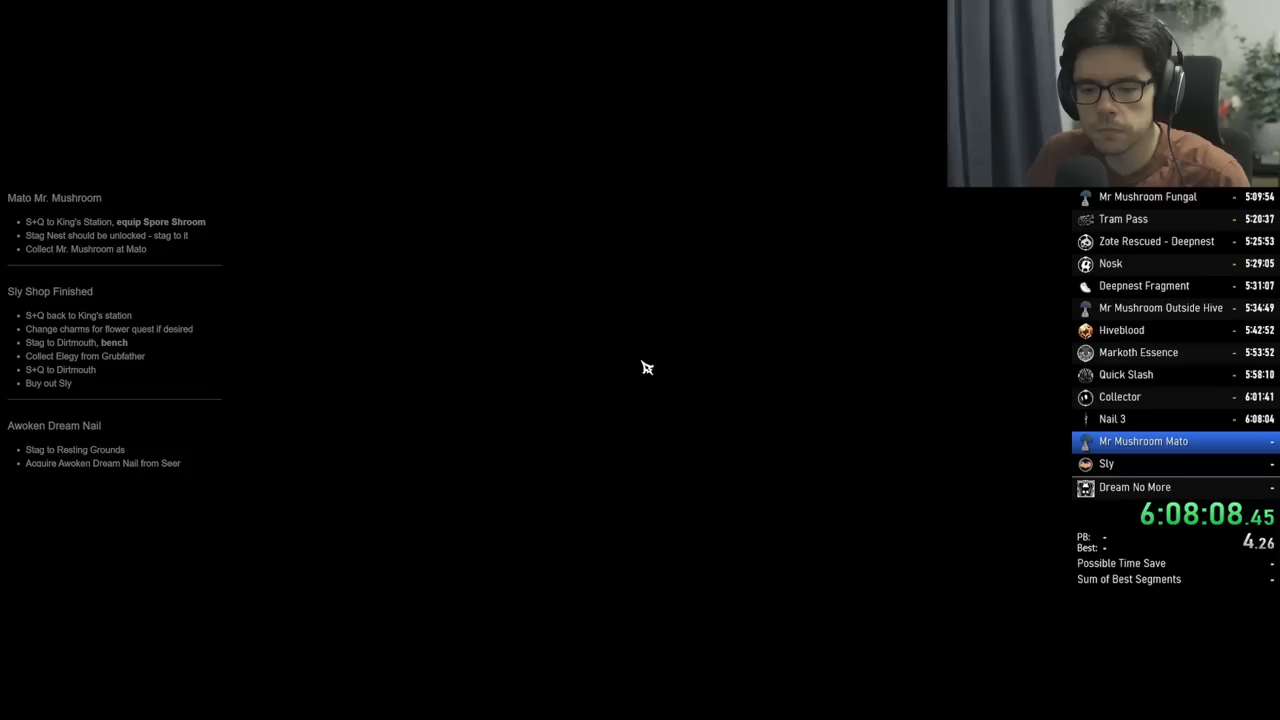 Mato Mr. Mushroom
• S+Q to King's Station, equip Spore Shroom
• Stag Nest should be unlocked - stag to it
• Collect Mr. Mushroom at Mato
Sly Shop Finished
• S+Q back to King's station
• Change charms for flower quest if desired
• Stag to Dirtmouth, bench
• Collect Elegy from Grubfather
• S+Q to Dirtmouth
• Buy out Sly
Awoken Dream Nail
• Stag to Resting Grounds
• Acquire Awoken Dream Nail from Seer
Mr Mushroom Fungal - 5:09:54
Tram Pass - 5:20:37
Zote Rescued - Deepnest - 5:25:53
Nosk - 5:29:05
Deepnest Fragment - 5:31:07
Mr Mushroom Outside Hive - 5:34:49
Hiveblood - 5:42:52
Markoth Essence - 5:53:52
Quick Slash - 5:58:10
Collector - 6:01:41
Nail 3 - 6:08:04
Mr Mushroom Mato -
Sly -
Dream No More -
6:08:08.45
PB: -
Best: -
4.26
Possible Time Save -
Sum of Best Segments -